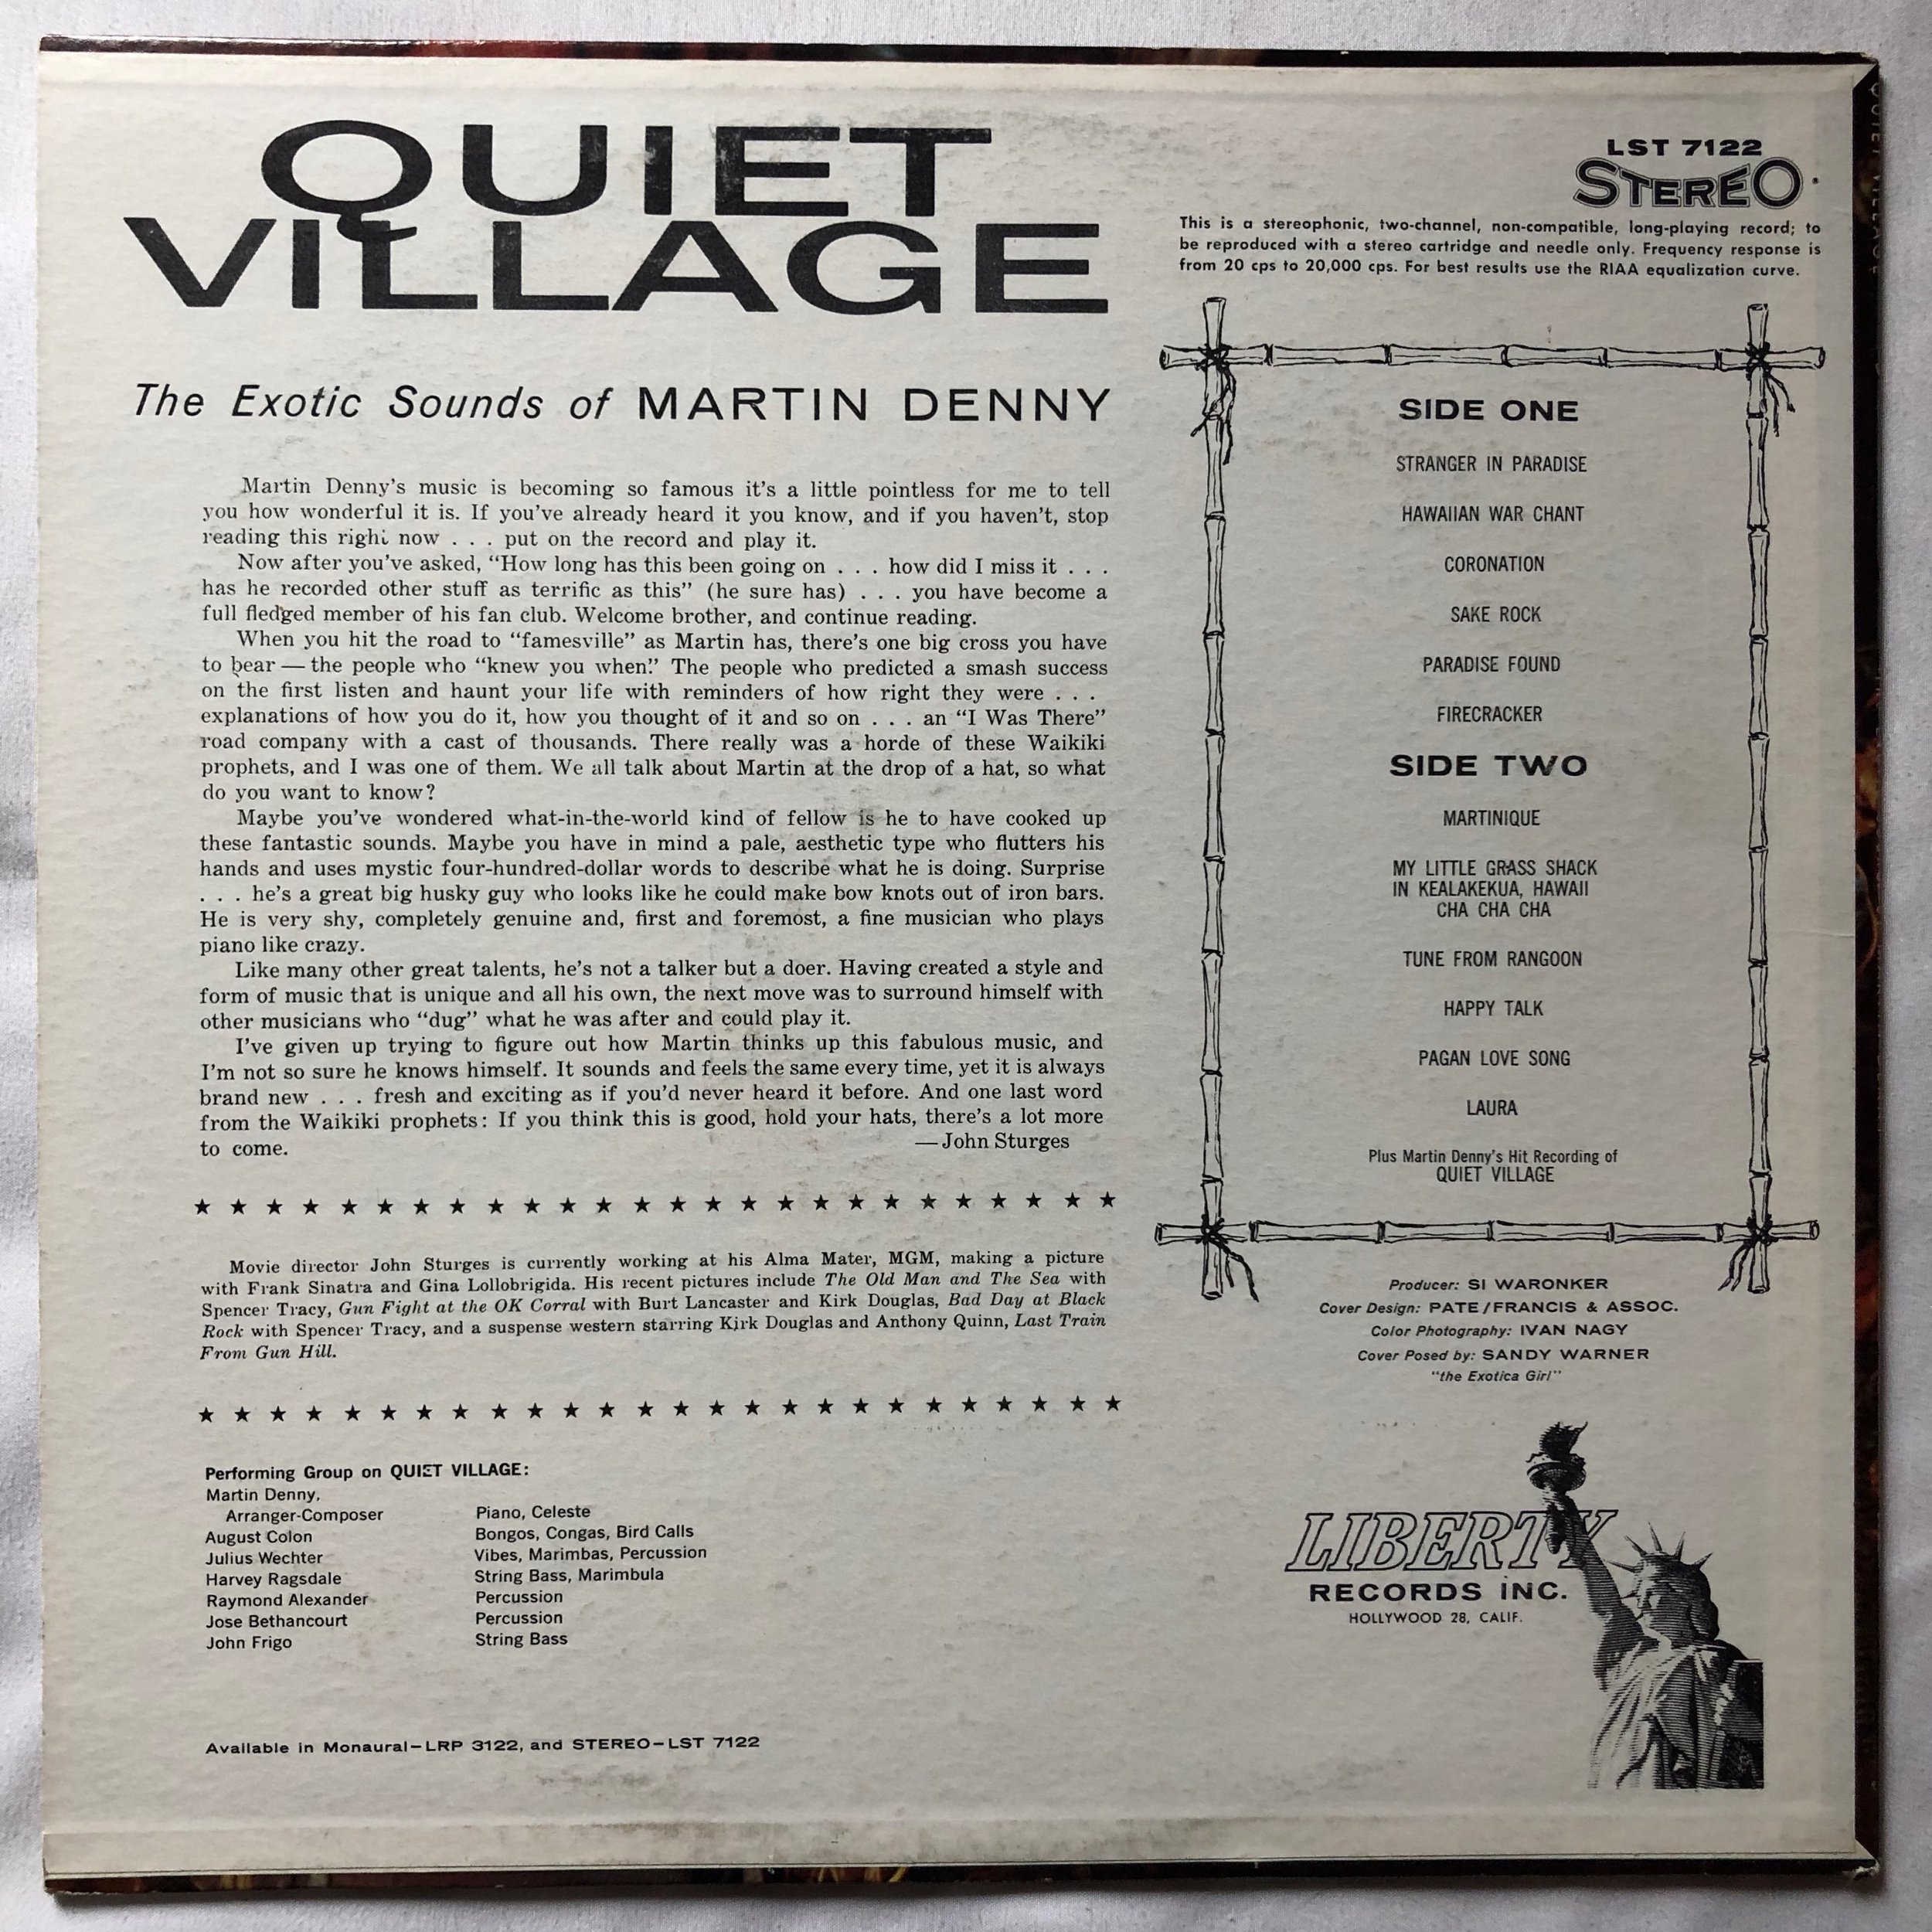 QUIET
VILLAGE
The Exotic Sounds of MARTIN DENNY
Martin Denny's music is becoming so famous it's a little pointless for me to tell
you how wonderful it is. If you've already heard it you know, and if you haven't, stop
reading this right now . . . put on the record and play it.
Now after you've asked, “How long has this been going on . . . how did I miss it . . .
has he recorded other stuff as terrific as this” (he sure has) . . . you have become a
full fledged member of his fan club. Welcome brother, and continue reading.
When you hit the road to “famesville” as Martin has, there's one big cross you have
to bear — the people who “knew you when.” The people who predicted a smash success
on the first listen and haunt your life with reminders of how right they were . . .
explanations of how you do it, how you thought of it and so on . . . an “I Was There”
road company with a cast of thousands. There really was a horde of these Waikiki
prophets, and I was one of them. We all talk about Martin at the drop of a hat, so what
do you want to know?
Maybe you've wondered what-in-the-world kind of fellow is he to have cooked up
these fantastic sounds. Maybe you have in mind a pale, aesthetic type who flutters his
hands and uses mystic four-hundred-dollar words to describe what he is doing. Surprise
. . . he's a great big husky guy who looks like he could make bow knots out of iron bars.
He is very shy, completely genuine and, first and foremost, a fine musician who plays
piano like crazy.
Like many other great talents, he's not a talker but a doer. Having created a style and
form of music that is unique and all his own, the next move was to surround himself with
other musicians who “dug” what he was after and could play it.
I've given up trying to figure out how Martin thinks up this fabulous music, and
I'm not so sure he knows himself. It sounds and feels the same every time, yet it is always
brand new . . . fresh and exciting as if you'd never heard it before. And one last word
from the Waikiki prophets: If you think this is good, hold your hats, there's a lot more
to come.
—John Sturges
Movie director John Sturges is currently working at his Alma Mater, MGM, making a picture
with Frank Sinatra and Gina Lollobrigida. His recent pictures include The Old Man and The Sea with
Spencer Tracy, Gun Fight at the OK Corral with Burt Lancaster and Kirk Douglas, Bad Day at Black
Rock with Spencer Tracy, and a suspense western starring Kirk Douglas and Anthony Quinn, Last Train
From Gun Hill.
Performing Group on QUIET VILLAGE:
Martin Denny,
Arranger-Composer Piano, Celeste
August Colon Bongos, Congas, Bird Calls
Julius Wechter Vibes, Marimbas, Percussion
Harvey Ragsdale String Bass, Marimbula
Raymond Alexander Percussion
Jose Bethancourt Percussion
John Frigo String Bass
Available in Monaural—LRP 3122, and STEREO—LST 7122
LST 7122
STEREO
This is a stereophonic, two-channel, non-compatible, long-playing record; to
be reproduced with a stereo cartridge and needle only. Frequency response is
from 20 cps to 20,000 cps. For best results use the RIAA equalization curve.
SIDE ONE
STRANGER IN PARADISE
HAWAIIAN WAR CHANT
CORONATION
SAKE ROCK
PARADISE FOUND
FIRECRACKER
SIDE TWO
MARTINIQUE
MY LITTLE GRASS SHACK
IN KEALAKEKUA, HAWAII
CHA CHA CHA
TUNE FROM RANGOON
HAPPY TALK
PAGAN LOVE SONG
LAURA
Plus Martin Denny's Hit Recording of
QUIET VILLAGE
Producer: SI WARONKER
Cover Design: PATE/FRANCIS & ASSOC.
Color Photography: IVAN NAGY
Cover Posed by: SANDY WARNER
"the Exotica Girl"
LIBERTY
RECORDS INC.
HOLLYWOOD 28, CALIF.
QUIET VILLAGE